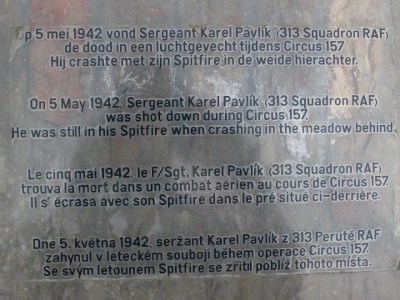 Op 5 mei 1942 vond Sergeant Karel Pavlík (313 Squadron RAF)
de dood in een luchtgevecht tijdens Circus 157.
Hij crashte met zijn Spitfire in de weide hierachter.
On 5 May 1942, Sergeant Karel Pavlík (313 Squadron RAF)
was shot down during Circus 157.
He was still in his Spitfire when crashing in the meadow behind.
Le cinq mai 1942, le F/Sgt. Karel Pavlík (313 Squadron RAF)
trouva la mort dans un combat aérien au cours de Circus 157.
Il s' écrasa avec son Spitfire dans le pré situé ci-derrière.
Dne 5. května 1942, seržant Karel Pavlík z 313 Perutě RAF
zahynul v leteckém souboji během operace Circus 157.
Se svým letounem Spitfire se zřítil poblíž tohoto místa.